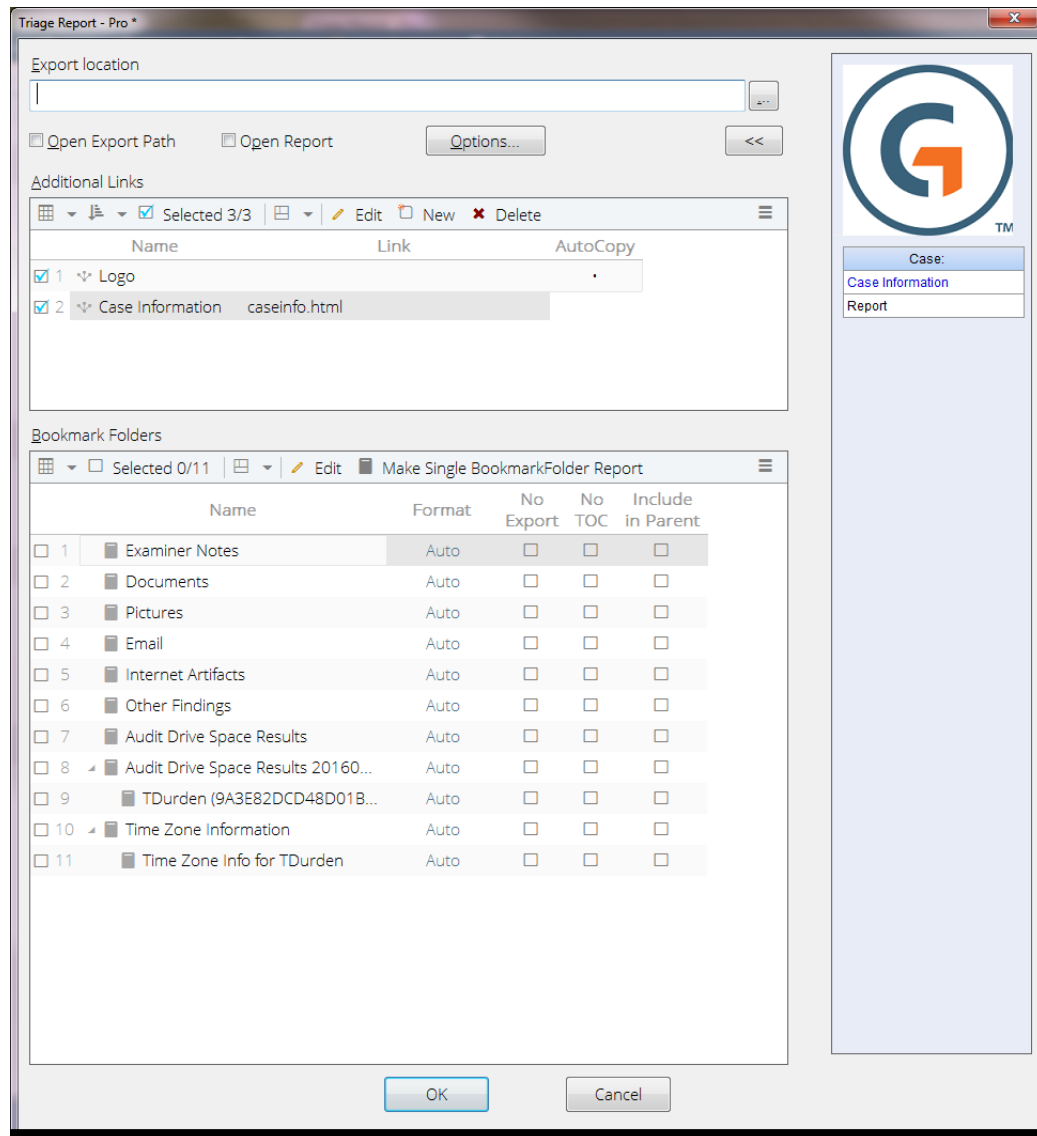 Triage Report - Pro *
Export location
...
Open Export Path Open Report Options... <<
Additional Links
Selected 3/3 Edit New Delete
Name Link AutoCopy
1 Logo •
2 Case Information caseinfo.html
Bookmark Folders
Selected 0/11 Edit Make Single BookmarkFolder Report
Name Format No Export No TOC Include in Parent
1 Examiner Notes Auto
2 Documents Auto
3 Pictures Auto
4 Email Auto
5 Internet Artifacts Auto
6 Other Findings Auto
7 Audit Drive Space Results Auto
8 Audit Drive Space Results 20160... Auto
9 TDurden (9A3E82DCD48D01B... Auto
10 Time Zone Information Auto
11 Time Zone Info for TDurden Auto
OK Cancel
G
TM
Case:
Case Information
Report